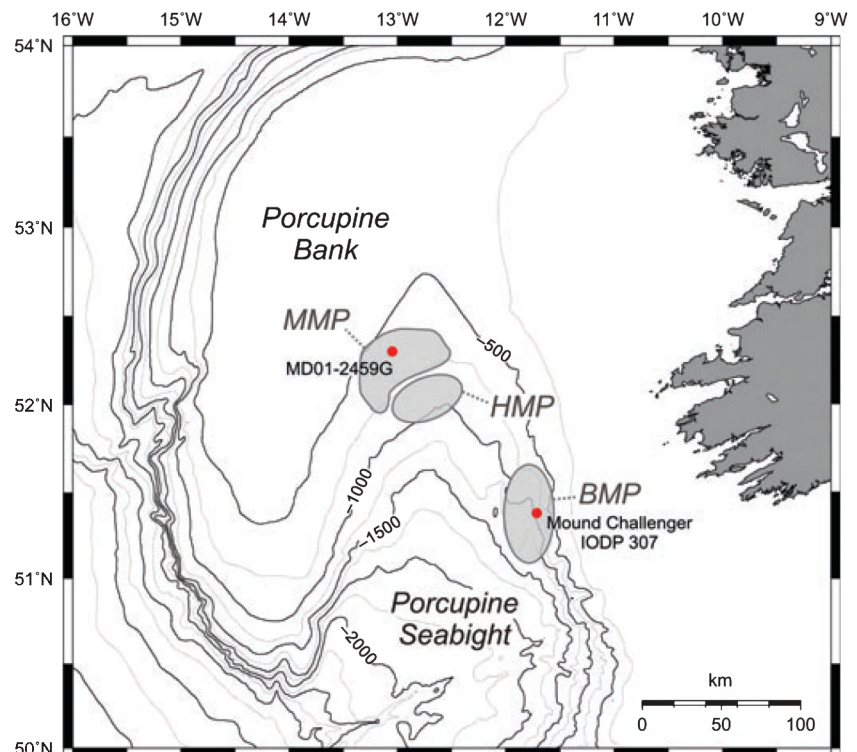 16˚W 15˚W 14˚W 13˚W 12˚W 11˚W 10˚W 9˚W
54˚N
53˚N
Porcupine
Bank
MMP
MD01-2459G
–500
52˚N
HMP
–1000
–1500
BMP
Mound Challenger
IODP 307
51˚N
Porcupine
Seabight
–2000
km
0 50 100
50˚N